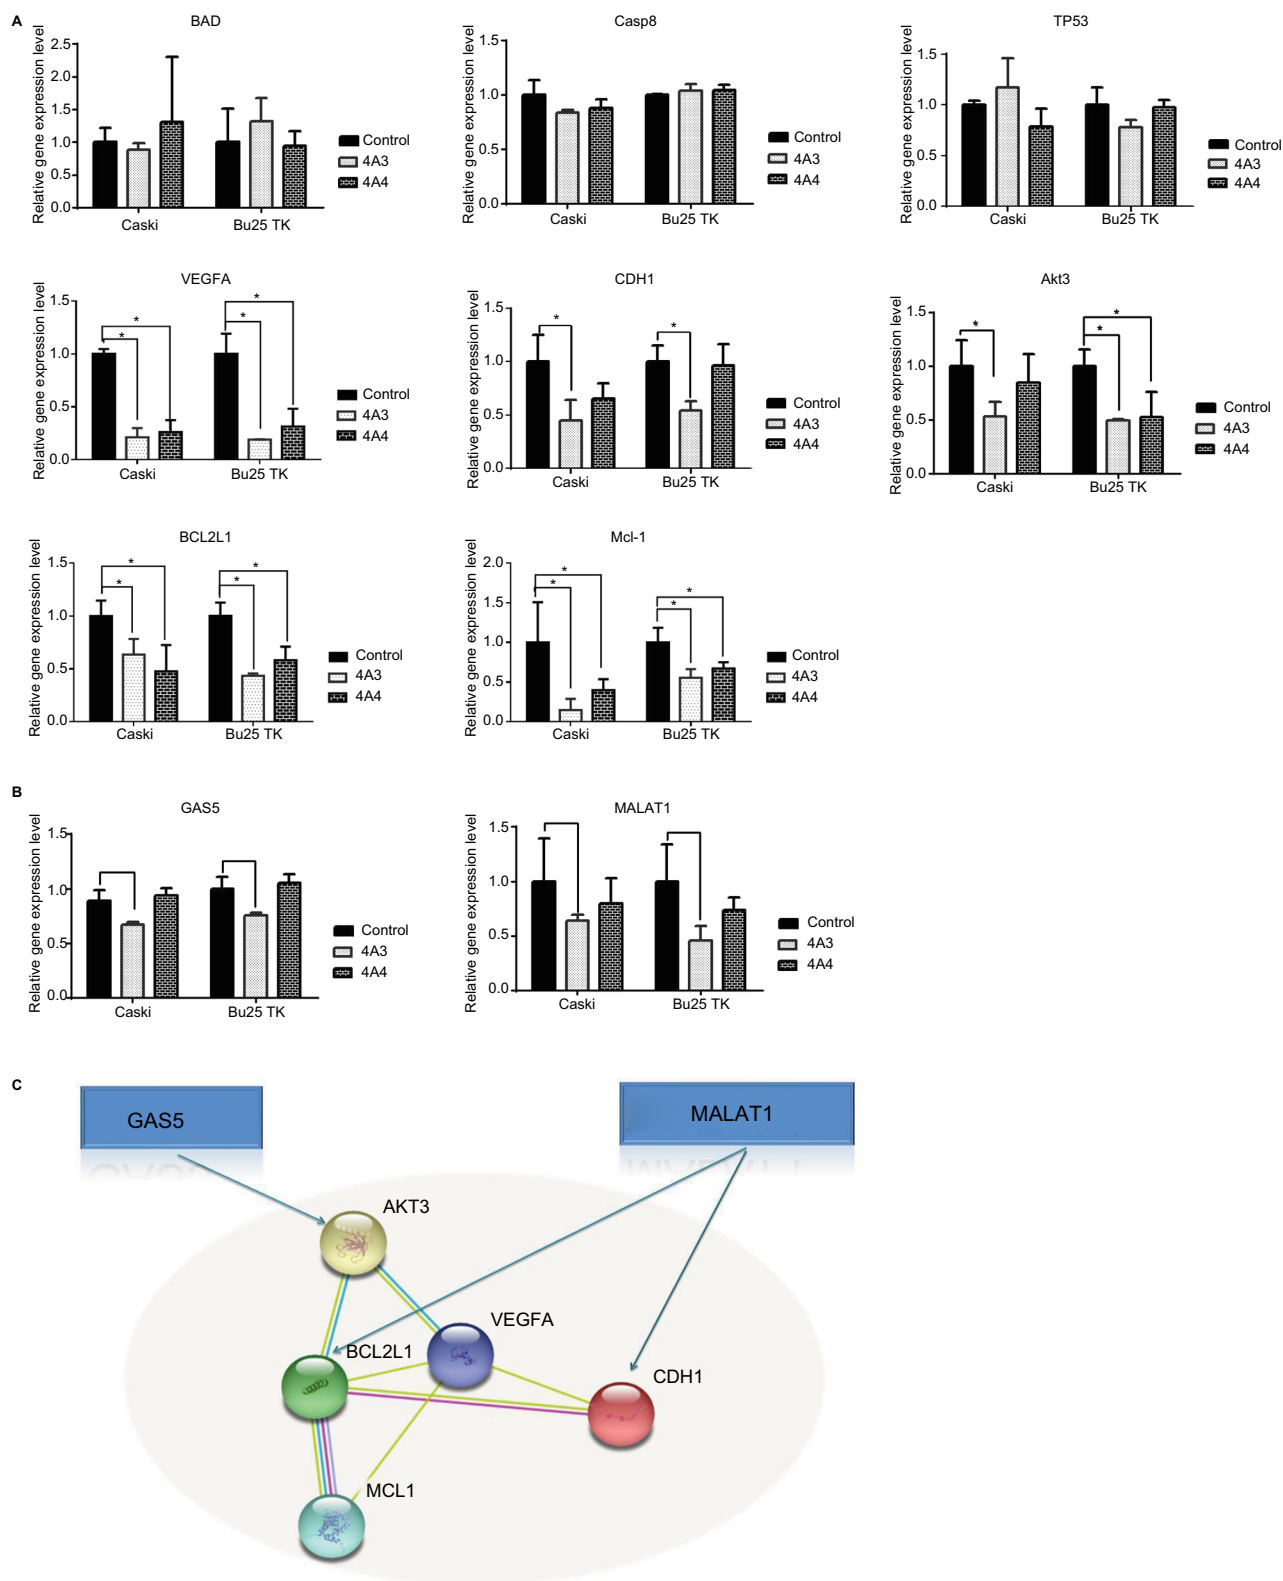 A
BAD
Relative gene expression level
2.5
2.0
1.5
1.0
0.5
0.0
Caski
Bu25 TK
Control
4A3
4A4
Casp8
Relative gene expression level
1.5
1.0
0.5
0.0
Caski
Bu25 TK
Control
4A3
4A4
TP53
Relative gene expression level
1.5
1.0
0.5
0.0
Caski
Bu25 TK
Control
4A3
4A4
VEGFA
Relative gene expression level
1.5
1.0
0.5
0.0
* * * *
Caski
Bu25 TK
Control
4A3
4A4
CDH1
Relative gene expression level
1.5
1.0
0.5
0.0
* *
Caski
Bu25 TK
Control
4A3
4A4
Akt3
Relative gene expression level
1.5
1.0
0.5
0.0
* * *
Caski
Bu25 TK
Control
4A3
4A4
BCL2L1
Relative gene expression level
1.5
1.0
0.5
0.0
* * * *
Caski
Bu25 TK
Control
4A3
4A4
Mcl-1
Relative gene expression level
2.0
1.5
1.0
0.5
0.0
* * * *
Caski
Bu25 TK
Control
4A3
4A4
B
GAS5
Relative gene expression level
1.5
1.0
0.5
0.0
Caski
Bu25 TK
Control
4A3
4A4
MALAT1
Relative gene expression level
1.5
1.0
0.5
0.0
Caski
Bu25 TK
Control
4A3
4A4
C
GAS5
MALAT1
AKT3
VEGFA
BCL2L1
CDH1
MCL1